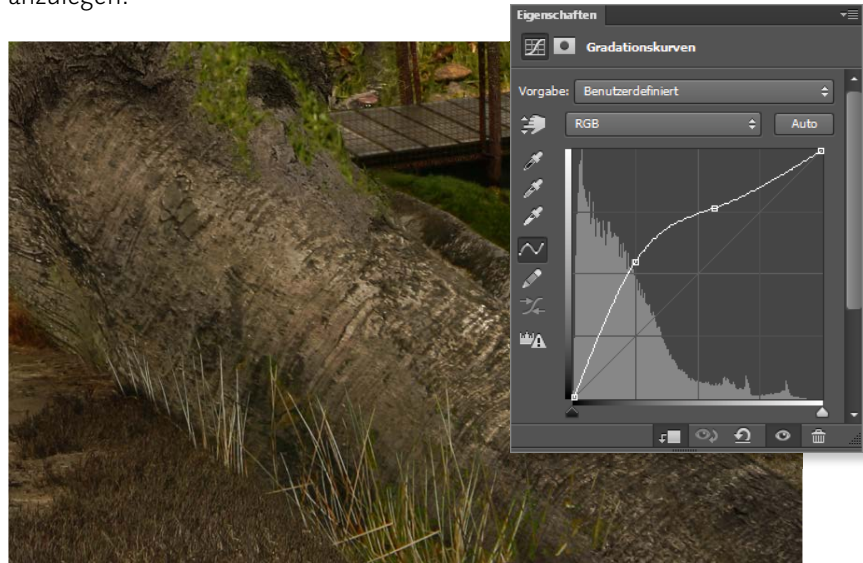 anzulegen.
Eigenschaften
Gradationskurven
Vorgabe: Benutzerdefiniert
RGB Auto